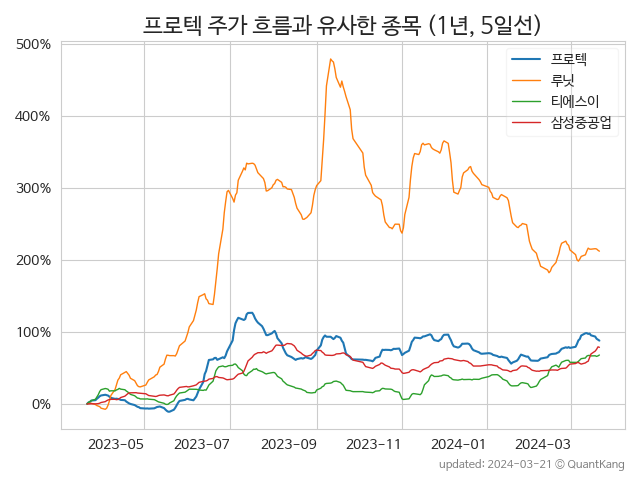 프로텍 주가 흐름과 유사한 종목 (1년, 5일선)
500%
400%
300%
200%
100%
0%
프로텍
루닛
티에스이
삼성중공업
2023-05
2023-07
2023-09
2023-11
2024-01
2024-03
updated: 2024-03-21 © QuantKang